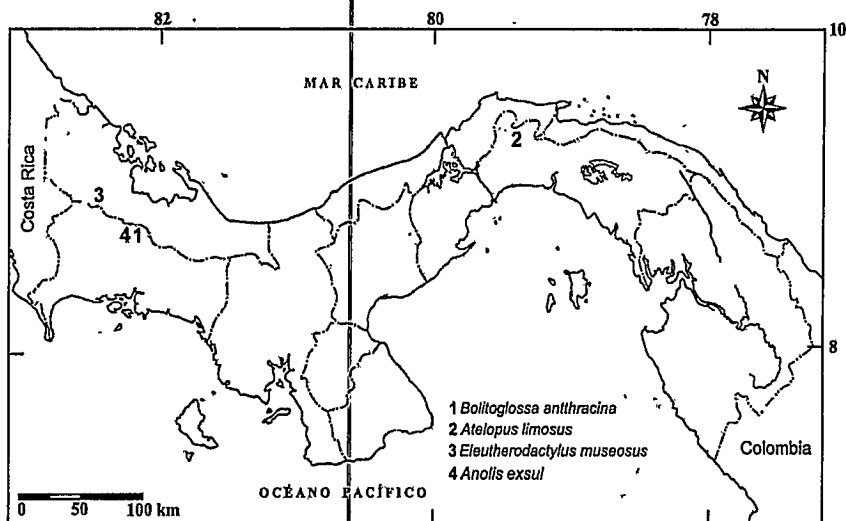 82 80 78
10
MAR CARIBE
N
2
Costa Rica
3
41
8
1 Bolitoglossa antthracina
2 Atelopus limosus
3 Eleutherodactylus museosus
4 Anolis exsul
Colombia
OCÉANO PACÍFICO
0 50 100 km